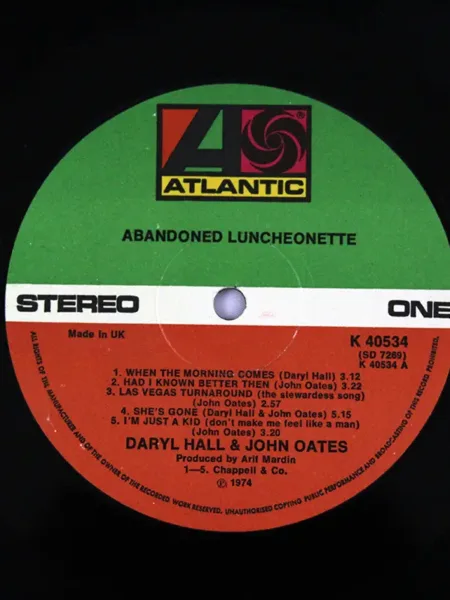 ATLANTIC
ABANDONED LUNCHEONETTE
STEREO
ONE
Made in UK
K 40534
(SD 7269)
K 40534 A
1. WHEN THE MORNING COMES (Daryl Hall) 3.12
2. HAD I KNOWN BETTER THEN (John Oates) 3.22
3. LAS VEGAS TURNAROUND (the stewardess song)
(John Oates) 2.57
4. SHE'S GONE (Daryl Hall & John Oates) 5.15
5. I'M JUST A KID (don't make me feel like a man)
(John Oates) 3.20
DARYL HALL & JOHN OATES
Produced by Arif Mardin
1—5. Chappell & Co.
℗ 1974
ALL RIGHTS OF THE MANUFACTURER AND OF THE OWNER OF THE RECORDED WORK RESERVED. UNAUTHORISED COPYING PUBLIC PERFORMANCE AND BROADCASTING OF THIS RECORD PROHIBITED.